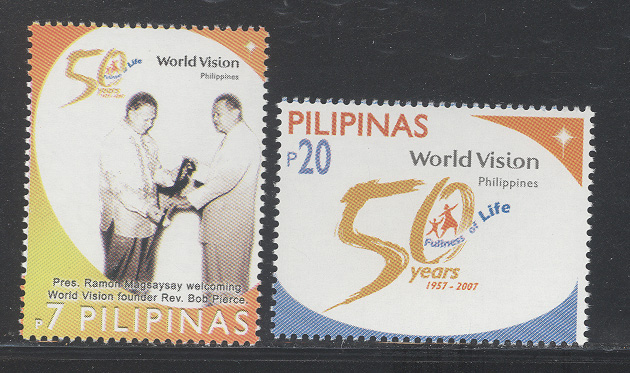 50
Fullness of Life
years
1957-2007
World Vision
Philippines
Pres. Ramon Magsaysay welcoming
World Vision founder Rev. Bob Pierce.
P7 PILIPINAS
PILIPINAS
P20
World Vision
Philippines
50
Fullness of Life
years
1957-2007